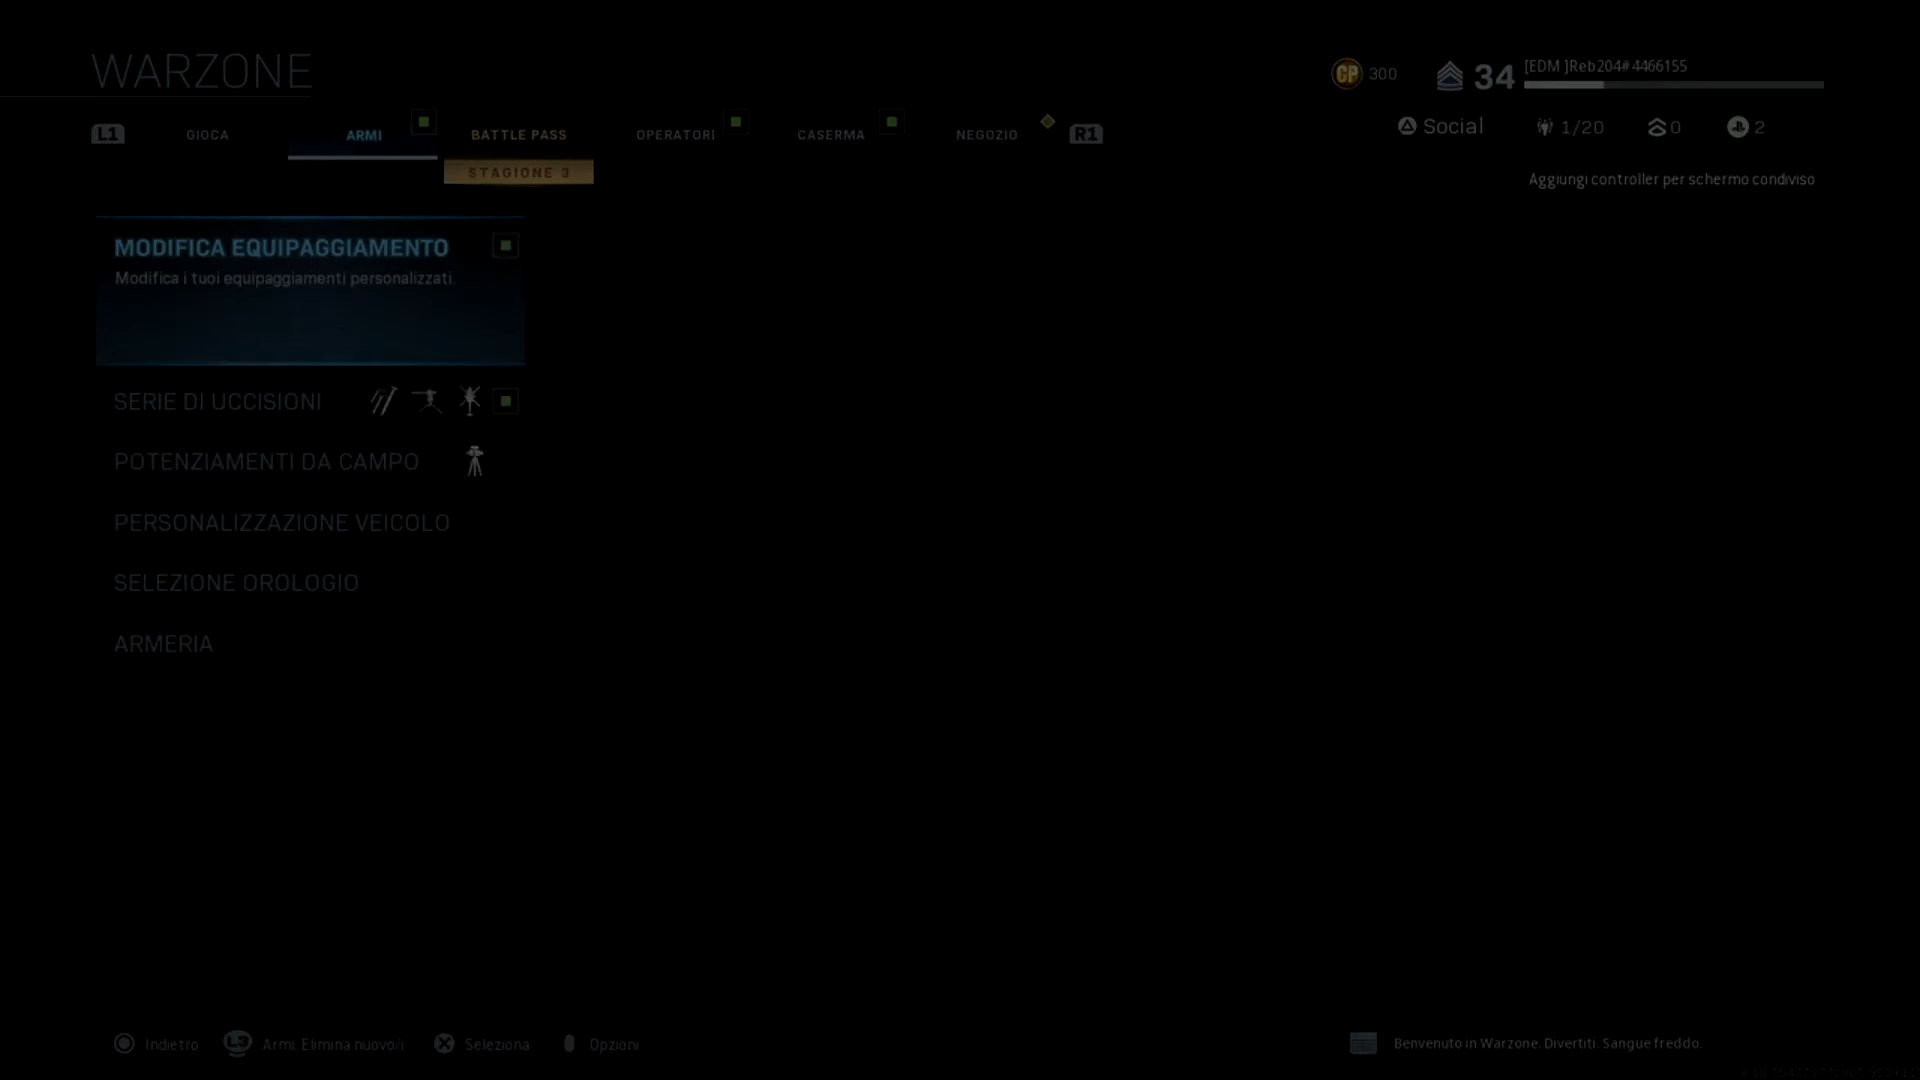 WARZONE
CP 300
34
[EDM ]Reb204#4466155
L1 GIOCA ARMI BATTLE PASS OPERATORI CASERMA NEGOZIO R1
STAGIONE 3
Social 1/20 0 2
Aggiungi controller per schermo condiviso
MODIFICA EQUIPAGGIAMENTO
Modifica i tuoi equipaggiamenti personalizzati.
SERIE DI UCCISIONI
POTENZIAMENTI DA CAMPO
PERSONALIZZAZIONE VEICOLO
SELEZIONE OROLOGIO
ARMERIA
Indietro L3 Armi: Elimina nuovo/i Seleziona Opzioni
Benvenuto in Warzone. Divertiti. Sangue freddo.